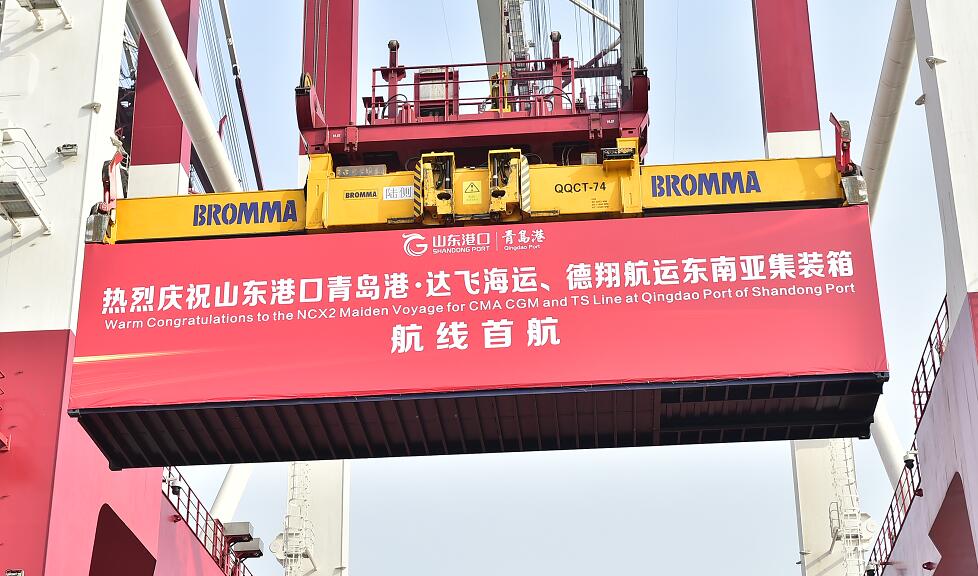 BROMMA
BROMMA
陆侧
QQCT-74
BROMMA
山东港口 青岛港
SHANDONG PORT Qingdao Port
热烈庆祝山东港口青岛港·达飞海运、德翔航运东南亚集装箱
Warm Congratulations to the NCX2 Maiden Voyage for CMA CGM and TS Line at Qingdao Port of Shandong Port
航线首航